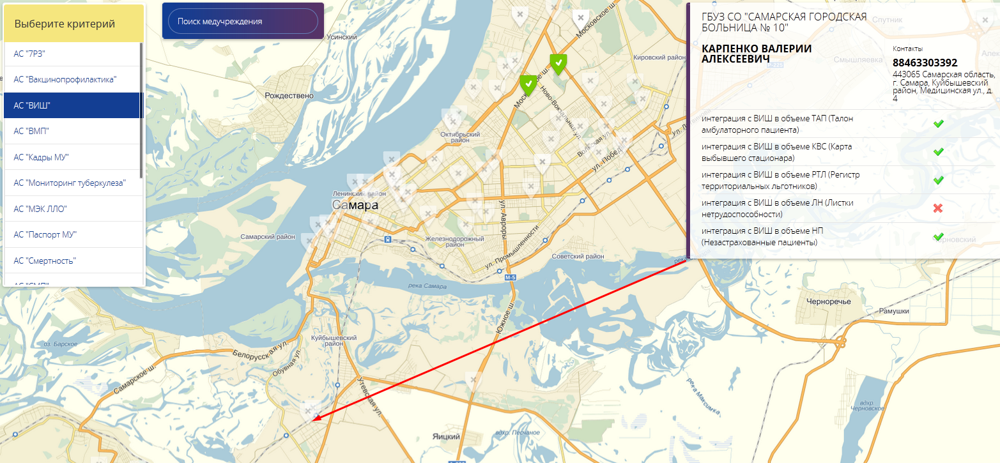 Выберите критерий
АС "7РЗ"
АС "Вакцинопрофилактика"
АС "ВИШ"
АС "ВМП"
АС "Кадры МУ"
АС "Мониторинг туберкулеза"
АС "МЭК ЛЛО"
АС "Паспорт МУ"
АС "Смертность"
Поиск медучреждения
ГБУЗ СО "САМАРСКАЯ ГОРОДСКАЯ
БОЛЬНИЦА № 10"
КАРПЕНКО ВАЛЕРИИ
АЛЕКСЕЕВИЧ
Контакты
88463303392
443065 Самарская область,
г. Самара, Куйбышевский
район, Медицинская ул., д.
4
интеграция с ВИШ в объеме ТАП (Талон
амбулаторного пациента)
интеграция с ВИШ в объеме КВС (Карта
выбывшего стационара)
интеграция с ВИШ в объеме РТЛ (Регистр
территориальных льготников)
интеграция с ВИШ в объеме ЛН (Листки
нетрудоспособности)
интеграция с ВИШ в объеме НП
(Незастрахованные пациенты)
Спутник
Смышляевка
Р-225
Усинский
Московское ш.
Кировский район
Рождествено
Ново-Вокзальная ул.
Октябрьский
район
ул. Победы
Ленинский район
Самара
ул. Авроры
Самарский район
Железнодорожный
район
ул. Промышленности
Советский район
М-5
река Самара
Черноречье
Рамушки
Южное ш.
Куйбышевский
район
оз. Барское
Белорусская ул.
Обувная ул.
Самарское ш.
Утевская ул.
река Максимка
вдхр.
Черновское
Яицкий
вдхр. Песчаное